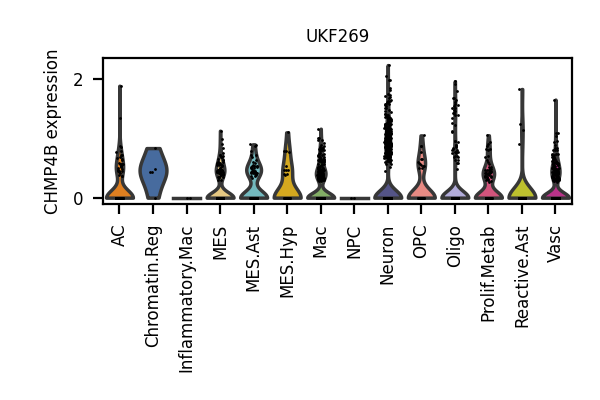 UKF269
CHMP4B expression
2
0
AC
Chromatin.Reg
Inflammatory.Mac
MES
MES.Ast
MES.Hyp
Mac
NPC
Neuron
OPC
Oligo
Prolif.Metab
Reactive.Ast
Vasc